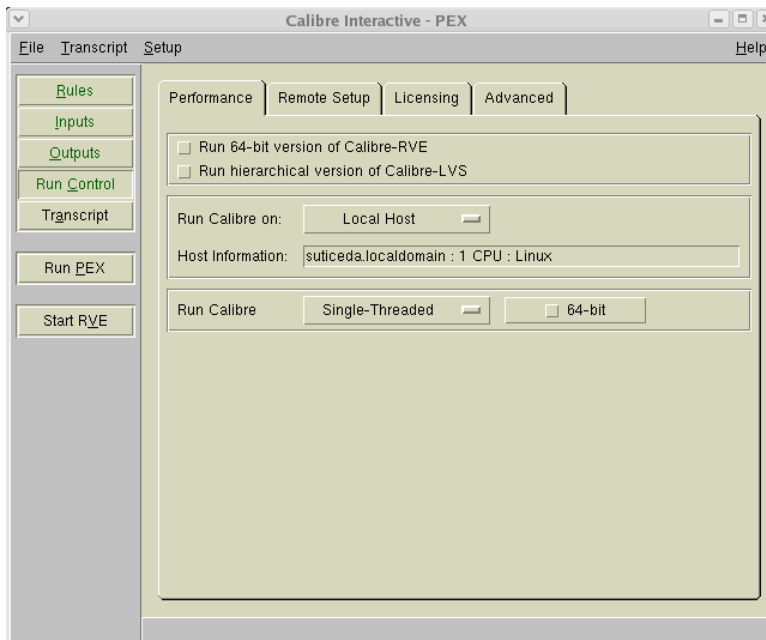 Calibre Interactive - PEX
File Transcript Setup Help
Rules
Inputs
Outputs
Run Control
Transcript
Run PEX
Start RVE
Performance Remote Setup Licensing Advanced
Run 64-bit version of Calibre-RVE
Run hierarchical version of Calibre-LVS
Run Calibre on: Local Host
Host Information: suticeda.localdomain : 1 CPU : Linux
Run Calibre Single-Threaded 64-bit